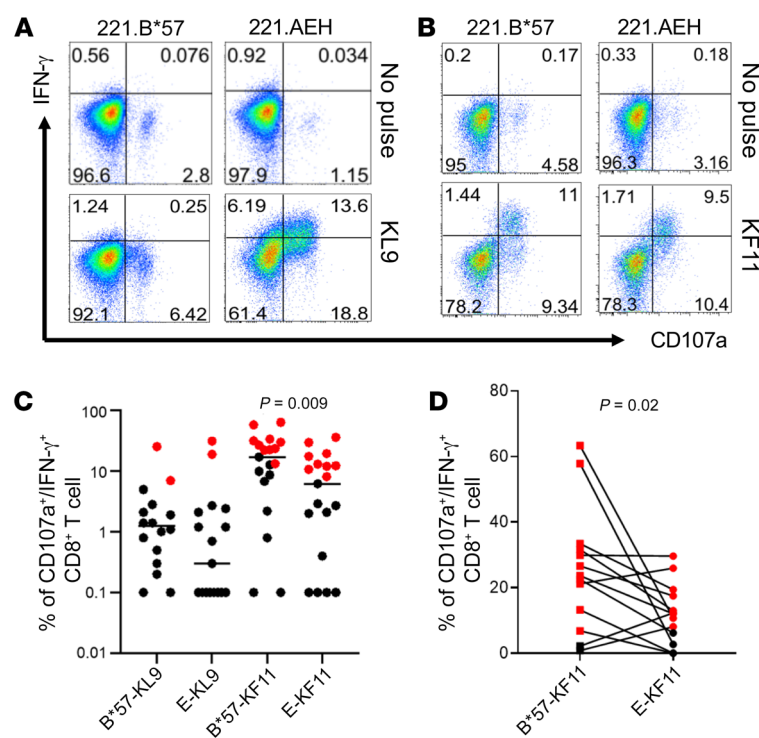 A
221.B*57
221.AEH
B
221.B*57
221.AEH
IFN-γ
0.56
0.076
0.92
0.034
No pulse
0.2
0.17
0.33
0.18
No pulse
96.6
2.8
97.9
1.15
95
4.58
96.3
3.16
1.24
0.25
6.19
13.6
KL9
1.44
11
1.71
9.5
KF11
92.1
6.42
61.4
18.8
78.2
9.34
78.3
10.4
CD107a
C
P = 0.009
% of CD107a+/IFN-γ+
CD8+ T cell
100
10
1
0.1
0.01
B*57-KL9
E-KL9
B*57-KF11
E-KF11
D
P = 0.02
% of CD107a+/IFN-γ+
CD8+ T cell
80
60
40
20
0
B*57-KF11
E-KF11